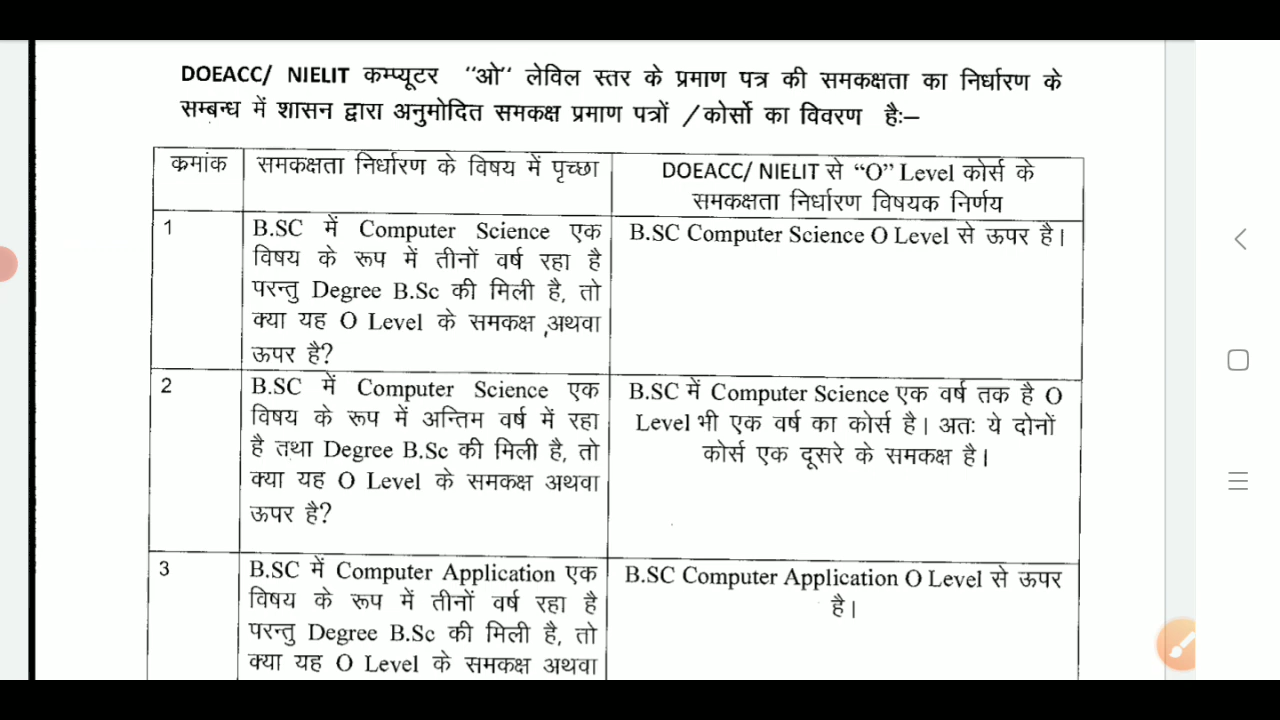 DOEACC/ NIELIT कम्प्यूटर "ओ" लेविल स्तर के प्रमाण पत्र की समकक्षता का निर्धारण के
सम्बन्ध में शासन द्वारा अनुमोदित समकक्ष प्रमाण पत्रों /कोर्सो का विवरण है:–
क्रमांक
समकक्षता निर्धारण के विषय में पृच्छा
DOEACC/ NIELIT से "O" Level कोर्स के
समकक्षता निर्धारण विषयक निर्णय
1
B.SC में Computer Science एक
विषय के रूप में तीनों वर्ष रहा है
परन्तु Degree B.Sc की मिली है, तो
क्या यह O Level के समकक्ष अथवा
ऊपर है?
B.SC Computer Science O Level से ऊपर है।
2
B.SC में Computer Science एक
विषय के रूप में अन्तिम वर्ष में रहा
है तथा Degree B.Sc की मिली है, तो
क्या यह O Level के समकक्ष अथवा
ऊपर है?
B.SC में Computer Science एक वर्ष तक है O
Level भी एक वर्ष का कोर्स है। अतः ये दोनों
कोर्स एक दूसरे के समकक्ष है।
3
B.SC में Computer Application एक
विषय के रूप में तीनों वर्ष रहा है
परन्तु Degree B.Sc की मिली है, तो
क्या यह O Level के समकक्ष अथवा
B.SC Computer Application O Level से ऊपर
है।